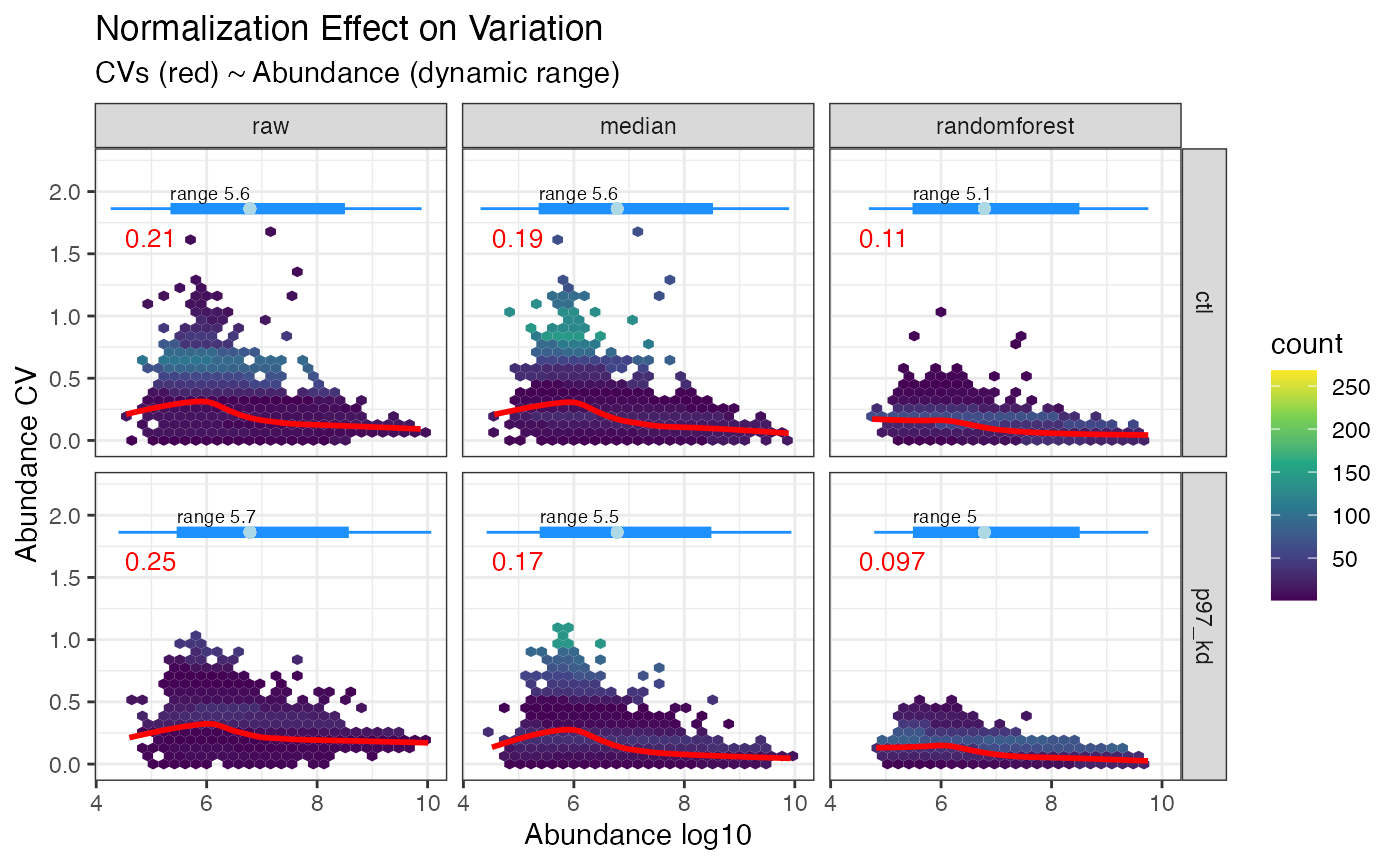 Normalization Effect on Variation
CVs (red) ~ Abundance (dynamic range)
raw
median
randomforest
Abundance CV
2.0
1.5
1.0
0.5
0.0
range 5.6
0.21
range 5.6
0.19
range 5.1
0.11
ctl
2.0
1.5
1.0
0.5
0.0
range 5.7
0.25
range 5.5
0.17
range 5
0.097
p97_kd
4 6 8 10
4 6 8 10
4 6 8 10
Abundance log10
count
250
200
150
100
50